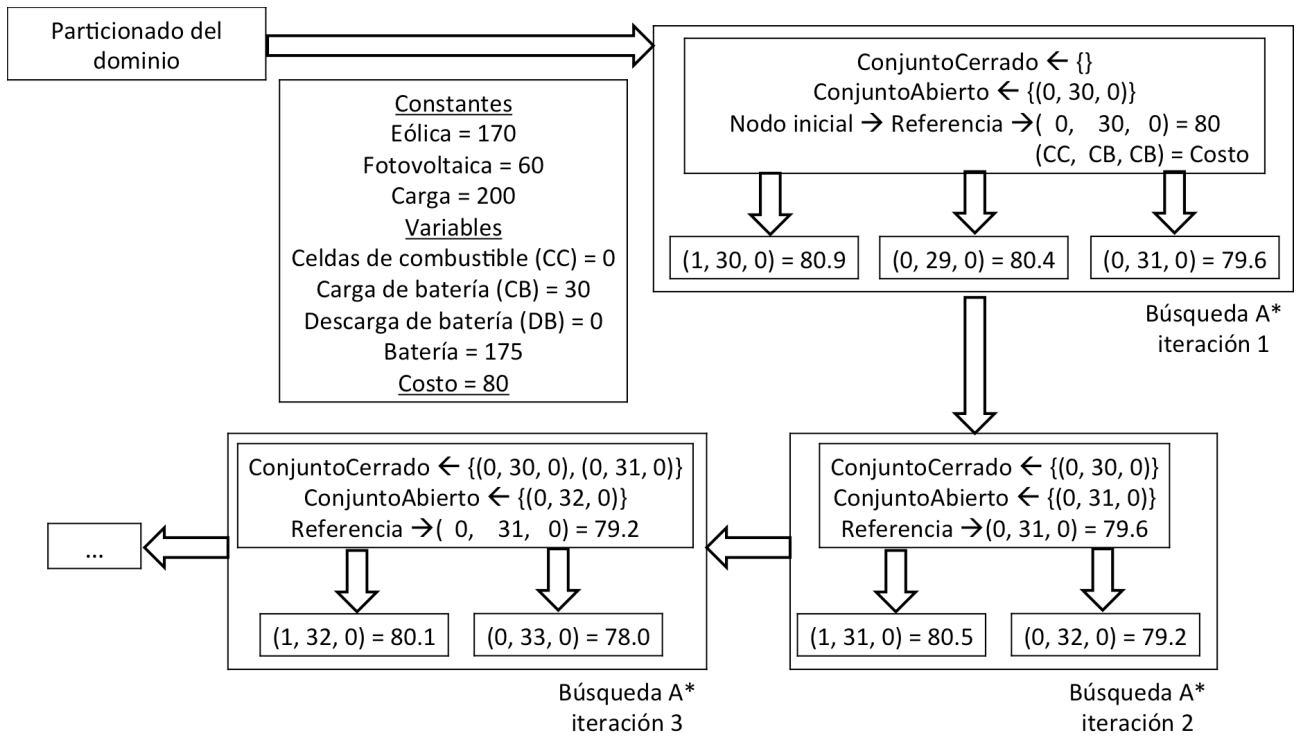 Particionado del
dominio
Constantes
Eólica = 170
Fotovoltaica = 60
Carga = 200
Variables
Celdas de combustible (CC) = 0
Carga de batería (CB) = 30
Descarga de batería (DB) = 0
Batería = 175
Costo = 80
ConjuntoCerrado ← {}
ConjuntoAbierto ← {(0, 30, 0)}
Nodo inicial → Referencia →( 0, 30, 0) = 80
(CC, CB, CB) = Costo
(1, 30, 0) = 80.9
(0, 29, 0) = 80.4
(0, 31, 0) = 79.6
Búsqueda A*
iteración 1
ConjuntoCerrado ← {(0, 30, 0)}
ConjuntoAbierto ← {(0, 31, 0)}
Referencia →(0, 31, 0) = 79.6
(1, 31, 0) = 80.5
(0, 32, 0) = 79.2
Búsqueda A*
iteración 2
ConjuntoCerrado ← {(0, 30, 0), (0, 31, 0)}
ConjuntoAbierto ← {(0, 32, 0)}
Referencia →( 0, 31, 0) = 79.2
(1, 32, 0) = 80.1
(0, 33, 0) = 78.0
Búsqueda A*
iteración 3
...